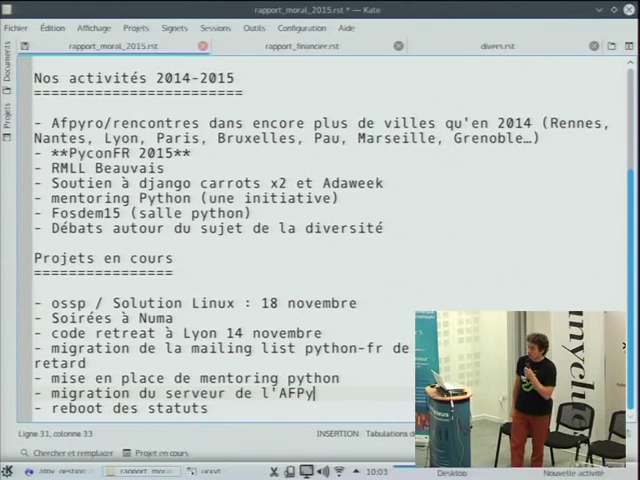 rapport_moral_2015.rst * — Kate
Fichier Édition Affichage Projets Signets Sessions Outils Configuration Aide
rapport_moral_2015.rst rapport_financier.rst divers.rst
Documents
Projets
Nos activités 2014-2015
========================
- Afpyro/rencontres dans encore plus de villes qu'en 2014 (Rennes,
Nantes, Lyon, Paris, Bruxelles, Pau, Marseille, Grenoble…)
- **PyconFR 2015**
- RMLL Beauvais
- Soutien à django carrots x2 et Adaweek
- mentoring Python (une initiative)
- Fosdem15 (salle python)
- Débats autour du sujet de la diversité
Projets en cours
================
- ossp / Solution Linux : 18 novembre
- Soirées à Numa
- code retreat à Lyon 14 novembre
- migration de la mailing list python-fr de
retard
- mise en place de mentoring python
- migration du serveur de l'AFPy
- reboot des statuts
Ligne 31, colonne 33 INSERTION Tabulations d
Chercher et remplacer Projet en cours
10:03
Desktop
Nouvelle activité